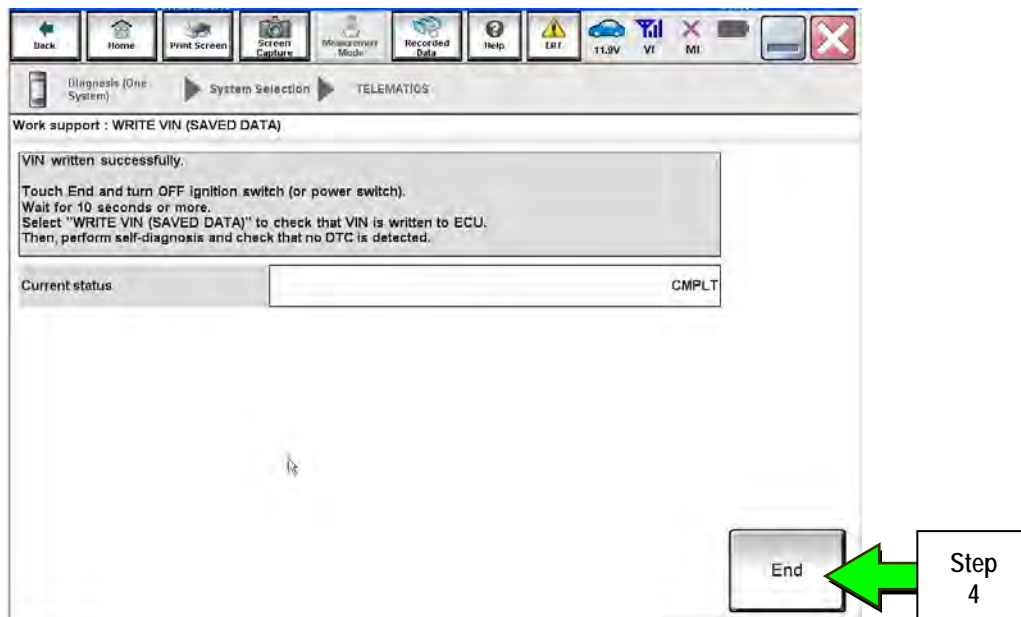 Back
Home
Print Screen
Screen Capture
Measurement Mode
Recorded Data
Help
ERT
11.9V
VI
MI
Diagnosis (One System)
System Selection
TELEMATICS
Work support : WRITE VIN (SAVED DATA)
VIN written successfully.
Touch End and turn OFF ignition switch (or power switch).
Wait for 10 seconds or more.
Select "WRITE VIN (SAVED DATA)" to check that VIN is written to ECU.
Then, perform self-diagnosis and check that no DTC is detected.
Current status
CMPLT
End
Step
4